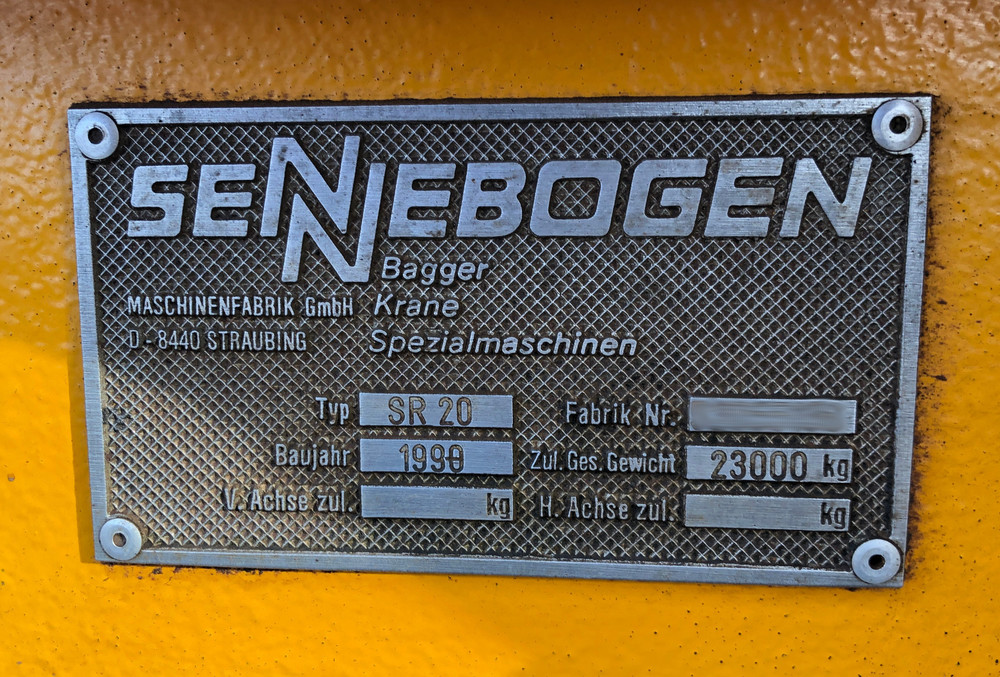 SENNEBOGEN
Bagger
MASCHINENFABRIK GmbH Krane
D.-8440 STRAUBING Spezialmaschinen
Typ SR 20 Fabrik Nr.
Baujahr 1990 Zul. Ges. Gewicht 23000 kg
V. Achse zul. kg H. Achse zul. kg